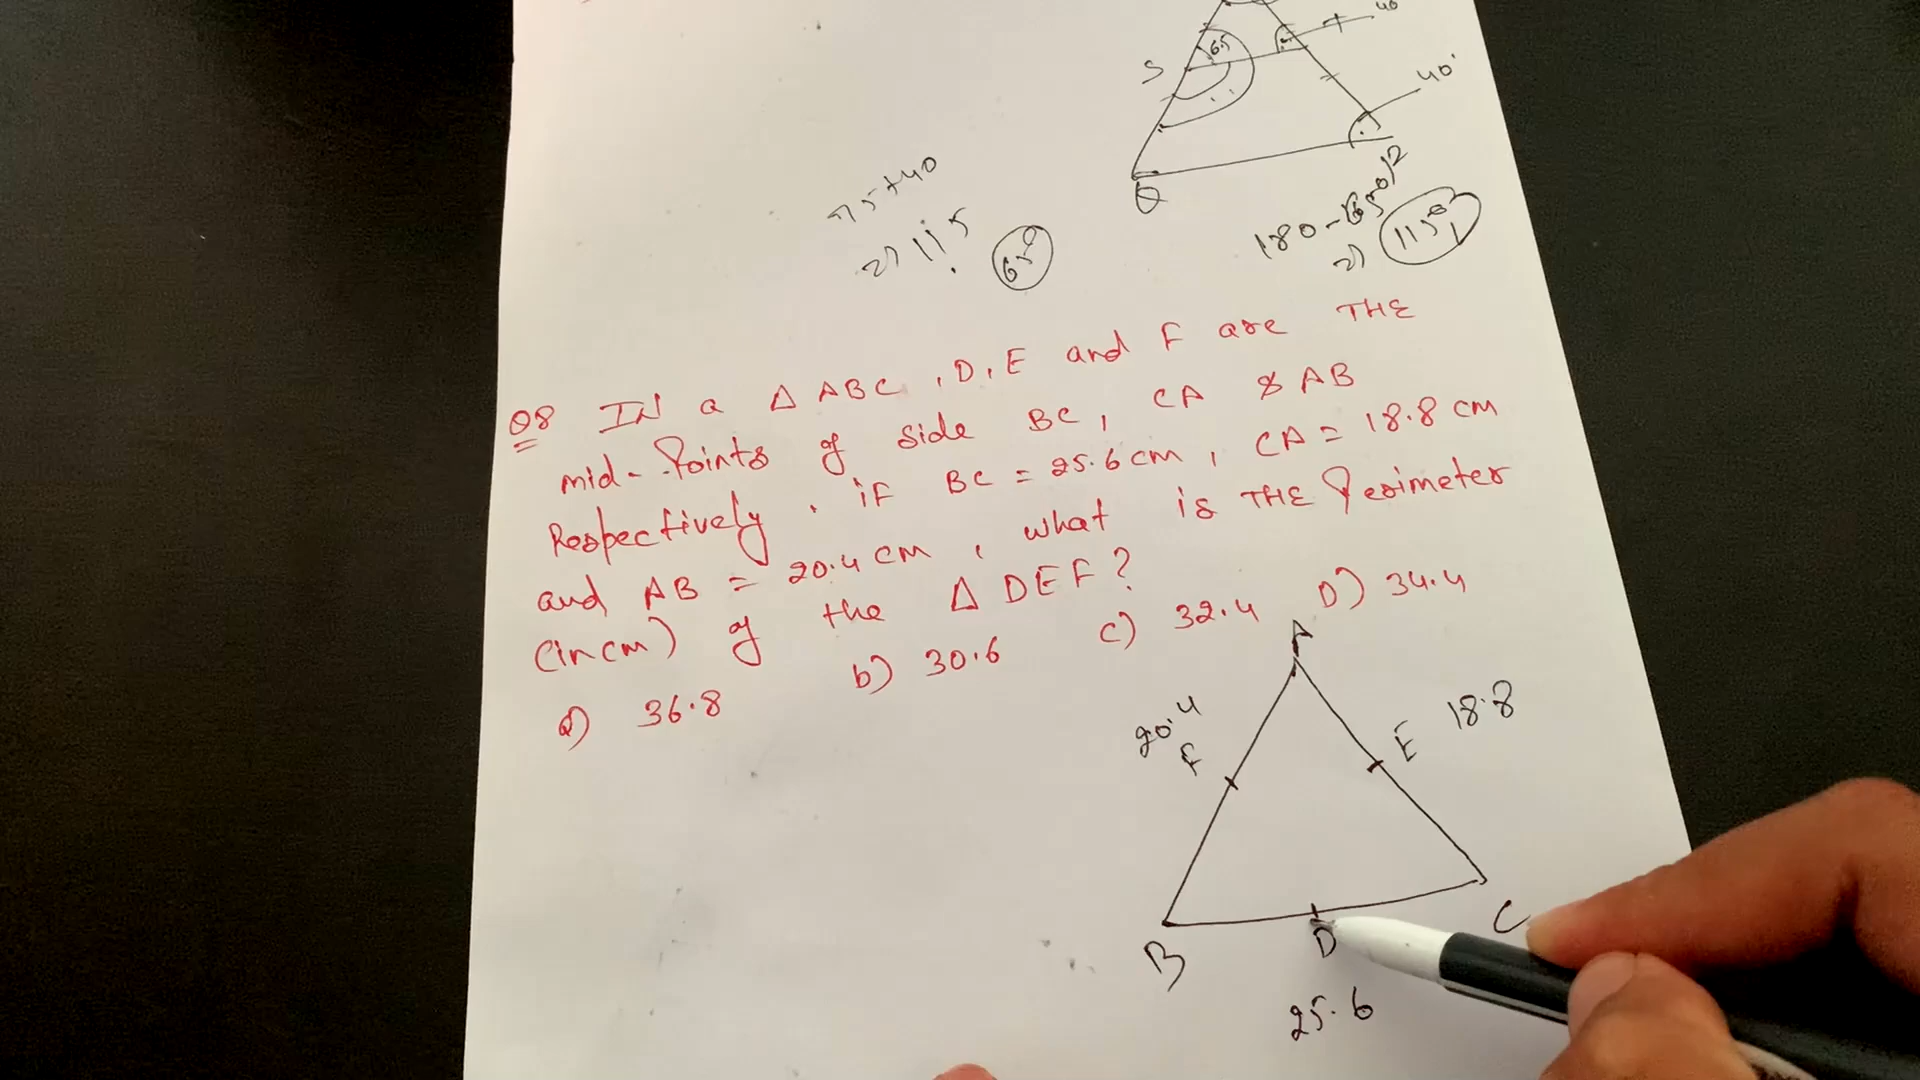 40
S
65
40°
Q
75+40
2) 115
65°
180-65°
2) 115°
Q8 IN a Δ ABC, D, E and F are THE
mid-Points of side BC, CA & AB
Respectively. iF BC = 25.6 cm, CA = 18.8 cm
and AB = 20.4 cm, what is THE Perimeter
(in cm) of the Δ DEF?
a) 36.8 b) 30.6 c) 32.4 D) 34.4
A
20.4
F
E 18.8
B
D
C
25.6